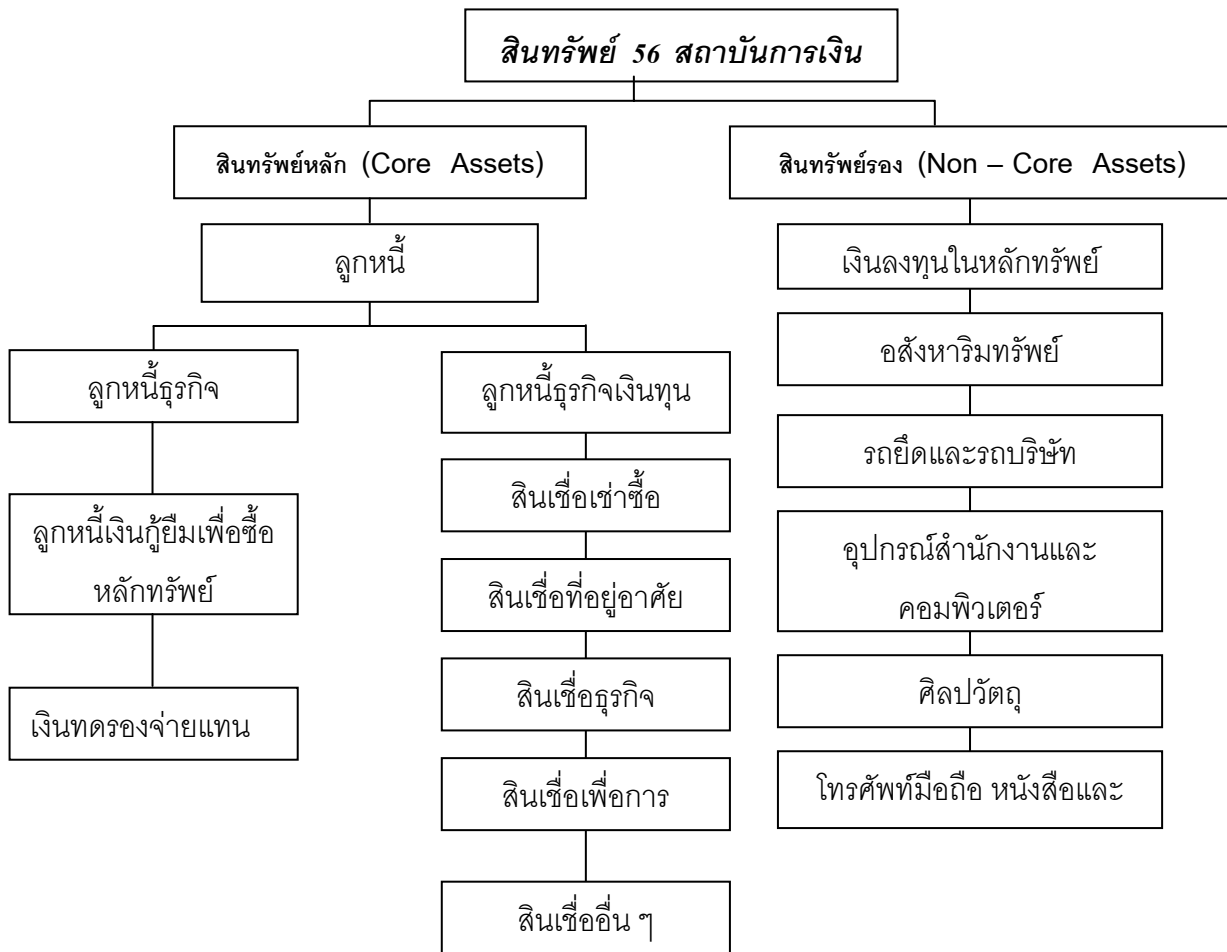 สินทรัพย์ 56 สถาบันการเงิน
สินทรัพย์หลัก (Core Assets)
สินทรัพย์รอง (Non – Core Assets)
ลูกหนี้
เงินลงทุนในหลักทรัพย์
อสังหาริมทรัพย์
ลูกหนี้ธุรกิจ
ลูกหนี้ธุรกิจเงินทุน
รถยึดและรถบริษัท
สินเชื่อเช่าซื้อ
ลูกหนี้เงินกู้ยืมเพื่อซื้อ
หลักทรัพย์
อุปกรณ์สำนักงานและ
คอมพิวเตอร์
สินเชื่อที่อยู่อาศัย
สินเชื่อธุรกิจ
ศิลปวัตถุ
เงินทดรองจ่ายแทน
สินเชื่อเพื่อการ
โทรศัพท์มือถือ หนังสือและ
สินเชื่ออื่น ๆ